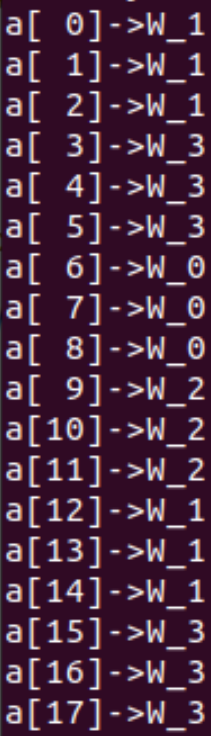 a[ 0]->W_1
a[ 1]->W_1
a[ 2]->W_1
a[ 3]->W_3
a[ 4]->W_3
a[ 5]->W_3
a[ 6]->W_0
a[ 7]->W_0
a[ 8]->W_0
a[ 9]->W_2
a[10]->W_2
a[11]->W_2
a[12]->W_1
a[13]->W_1
a[14]->W_1
a[15]->W_3
a[16]->W_3
a[17]->W_3